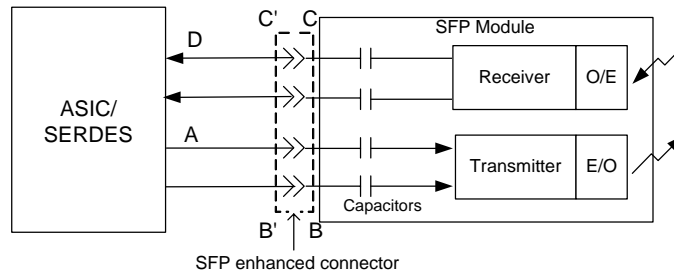 C' C
SFP Module
D
Receiver O/E
ASIC/
SERDES
A
Transmitter E/O
Capacitors
B' B
SFP enhanced connector